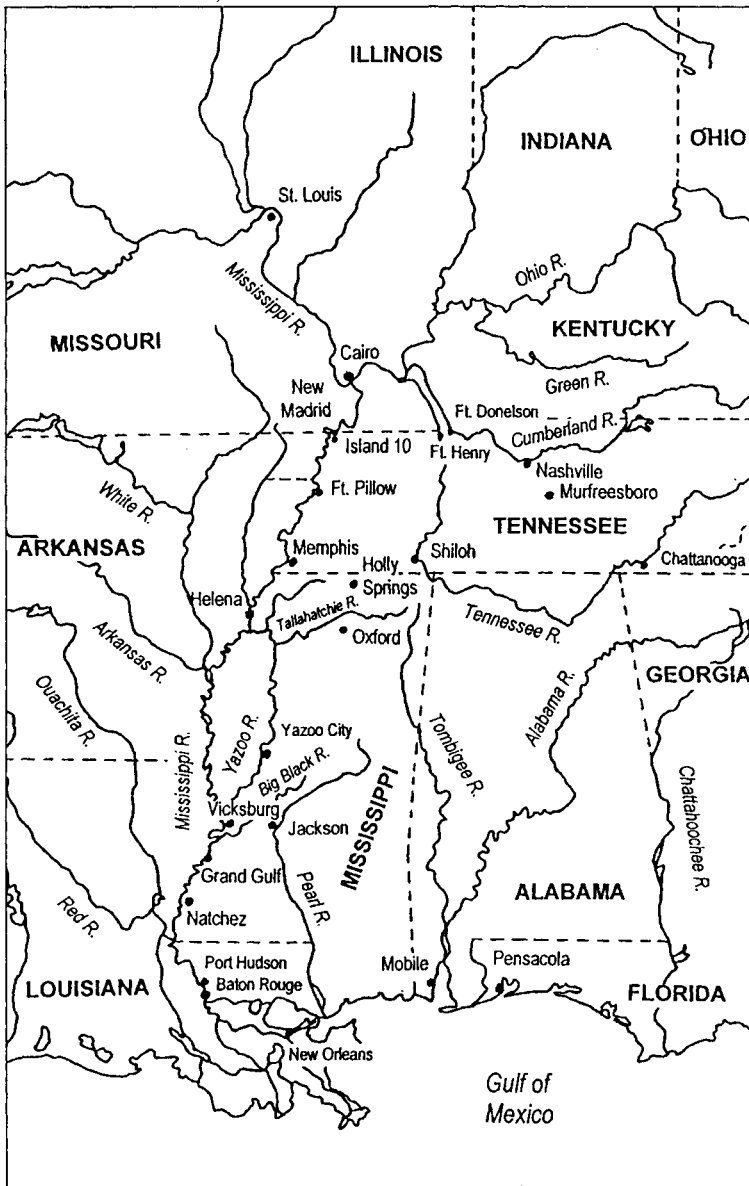 ILLINOIS
INDIANA
OHIO
St. Louis
Mississippi R.
Ohio R.
MISSOURI
KENTUCKY
Cairo
Green R.
New
Madrid
Ft. Donelson
Cumberland R.
Island 10
Ft. Henry
Nashville
Ft. Pillow
Murfreesboro
White R.
TENNESSEE
ARKANSAS
Memphis
Shiloh
Chattanooga
Holly
Springs
Helena
Tallahatchie R.
Tennessee R.
Oxford
Arkansas R.
GEORGIA
Ouachita R.
Alabama R.
Mississippi R.
Yazoo R.
Yazoo City
Tombigee R.
Big Black R.
Vicksburg
Jackson
MISSISSIPPI
Chattahoochee R.
Grand Gulf
Pearl R.
ALABAMA
Natchez
Red R.
Port Hudson
Mobile
Pensacola
LOUISIANA
Baton Rouge
FLORIDA
New Orleans
Gulf of
Mexico